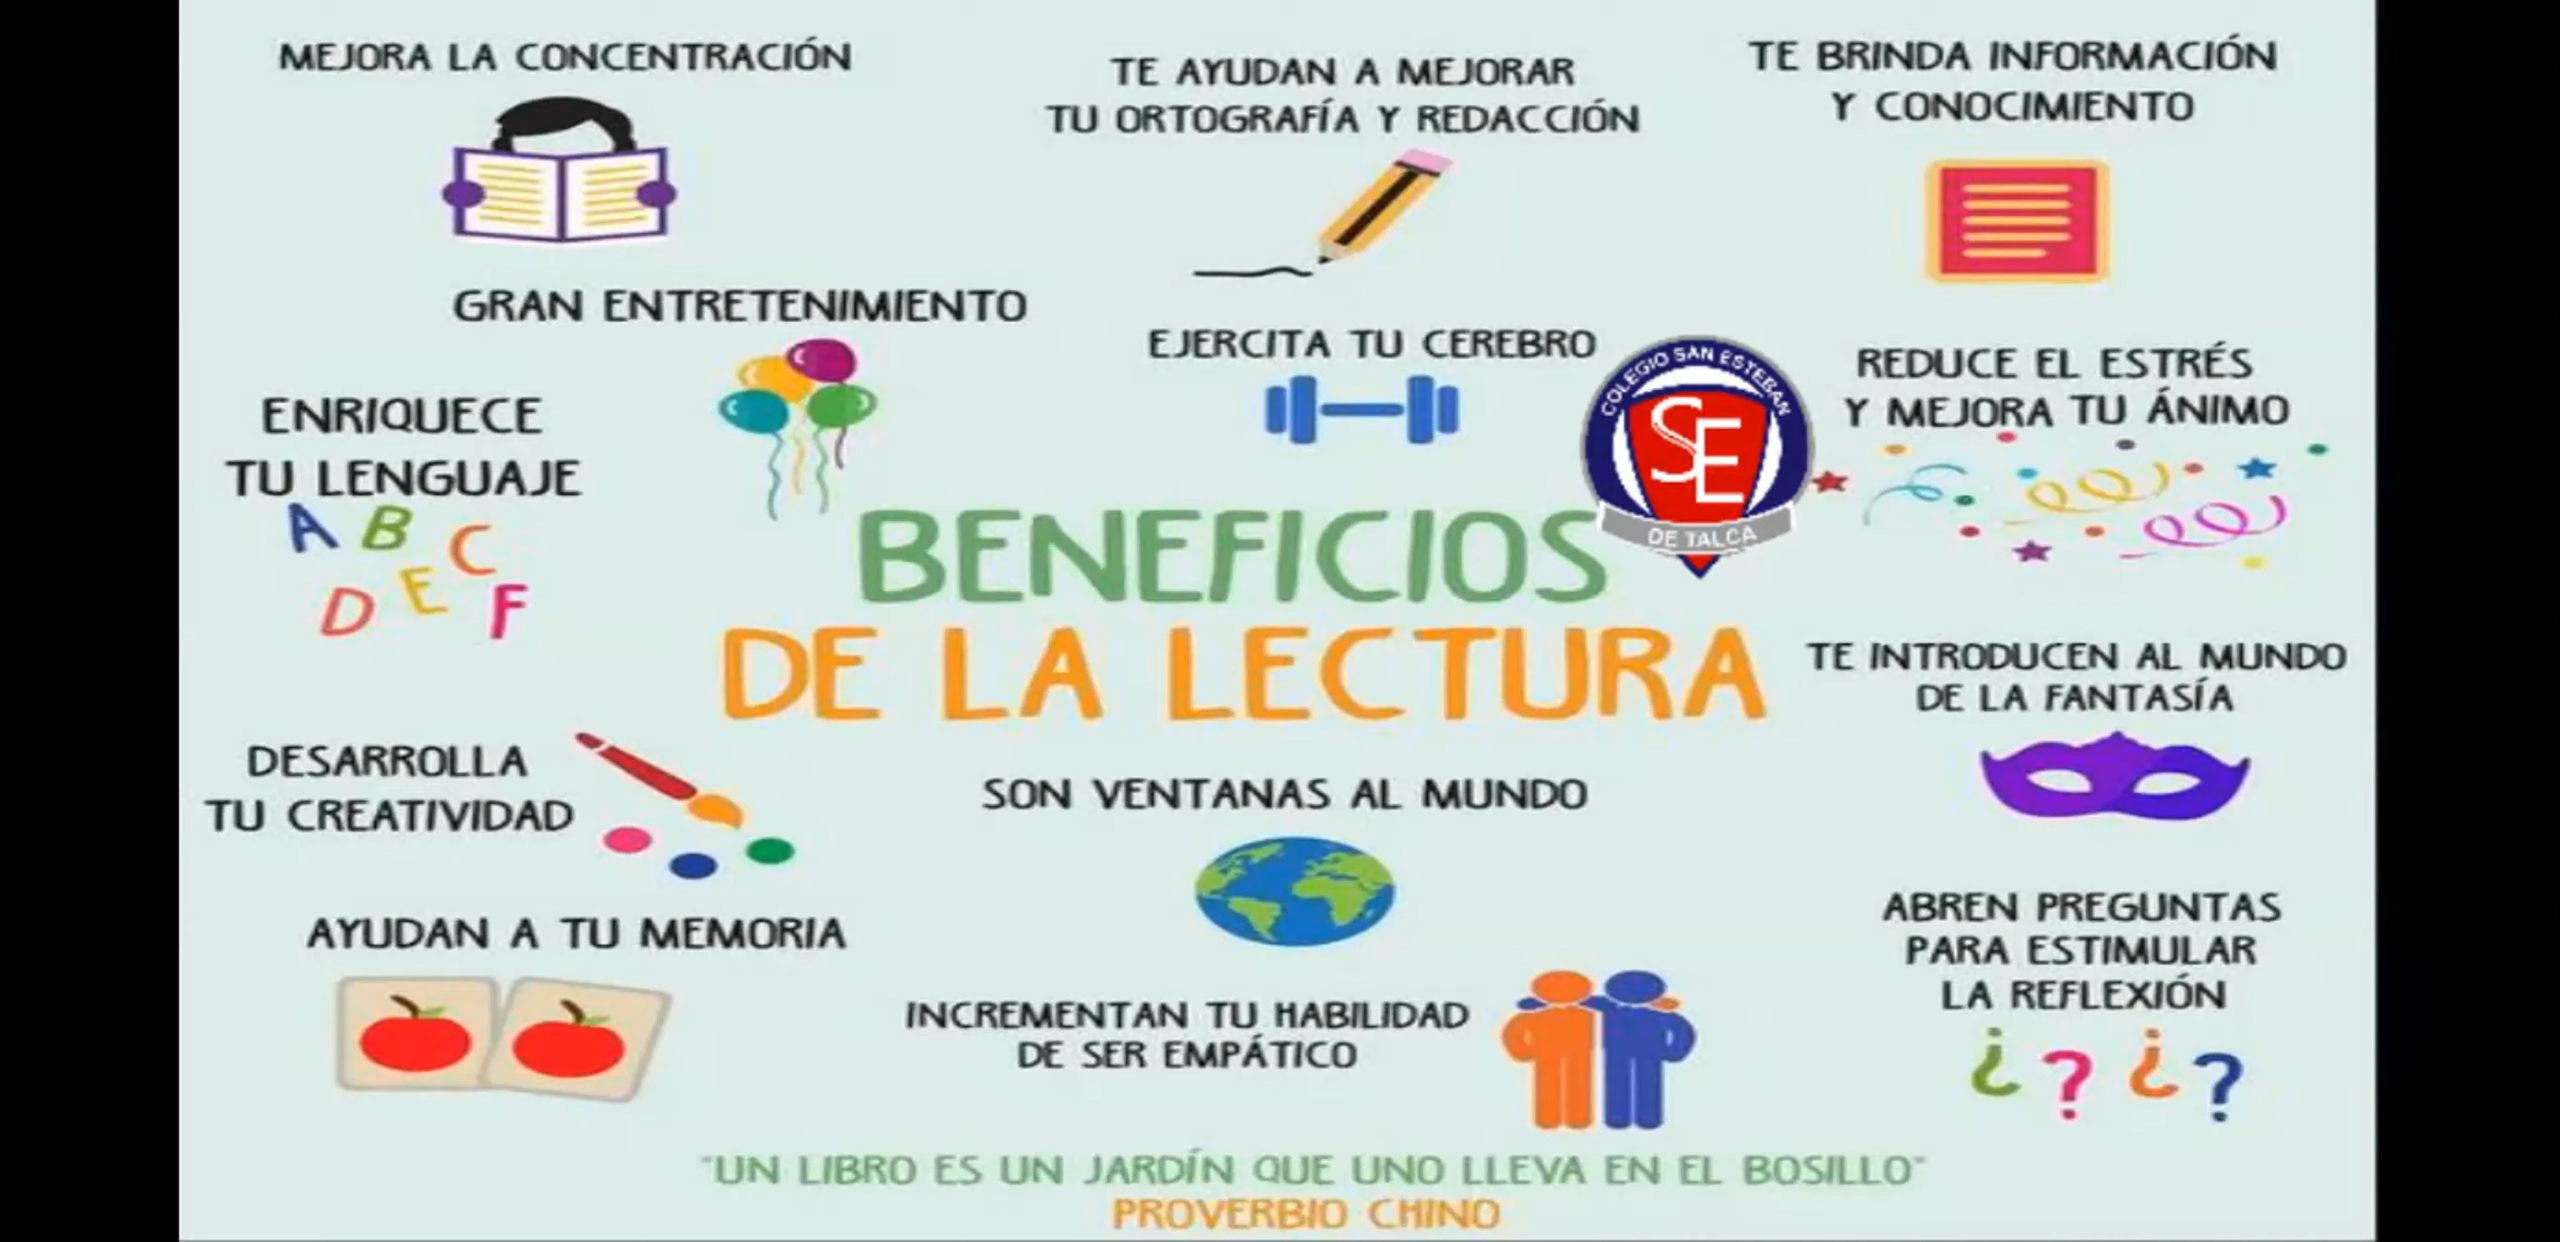 MEJORA LA CONCENTRACIÓN
TE AYUDAN A MEJORAR
TU ORTOGRAFÍA Y REDACCIÓN
TE BRINDA INFORMACIÓN
Y CONOCIMIENTO
GRAN ENTRETENIMIENTO
EJERCITA TU CEREBRO
COLEGIO SAN ESTEBAN
SE
DE TALCA
REDUCE EL ESTRÉS
Y MEJORA TU ÁNIMO
ENRIQUECE
TU LENGUAJE
A B C
D E F
BENEFICIOS
DE LA LECTURA
TE INTRODUCEN AL MUNDO
DE LA FANTASÍA
DESARROLLA
TU CREATIVIDAD
SON VENTANAS AL MUNDO
AYUDAN A TU MEMORIA
INCREMENTAN TU HABILIDAD
DE SER EMPÁTICO
ABREN PREGUNTAS
PARA ESTIMULAR
LA REFLEXIÓN
¿ ? ¿ ?
"UN LIBRO ES UN JARDÍN QUE UNO LLEVA EN EL BOSILLO"
PROVERBIO CHINO